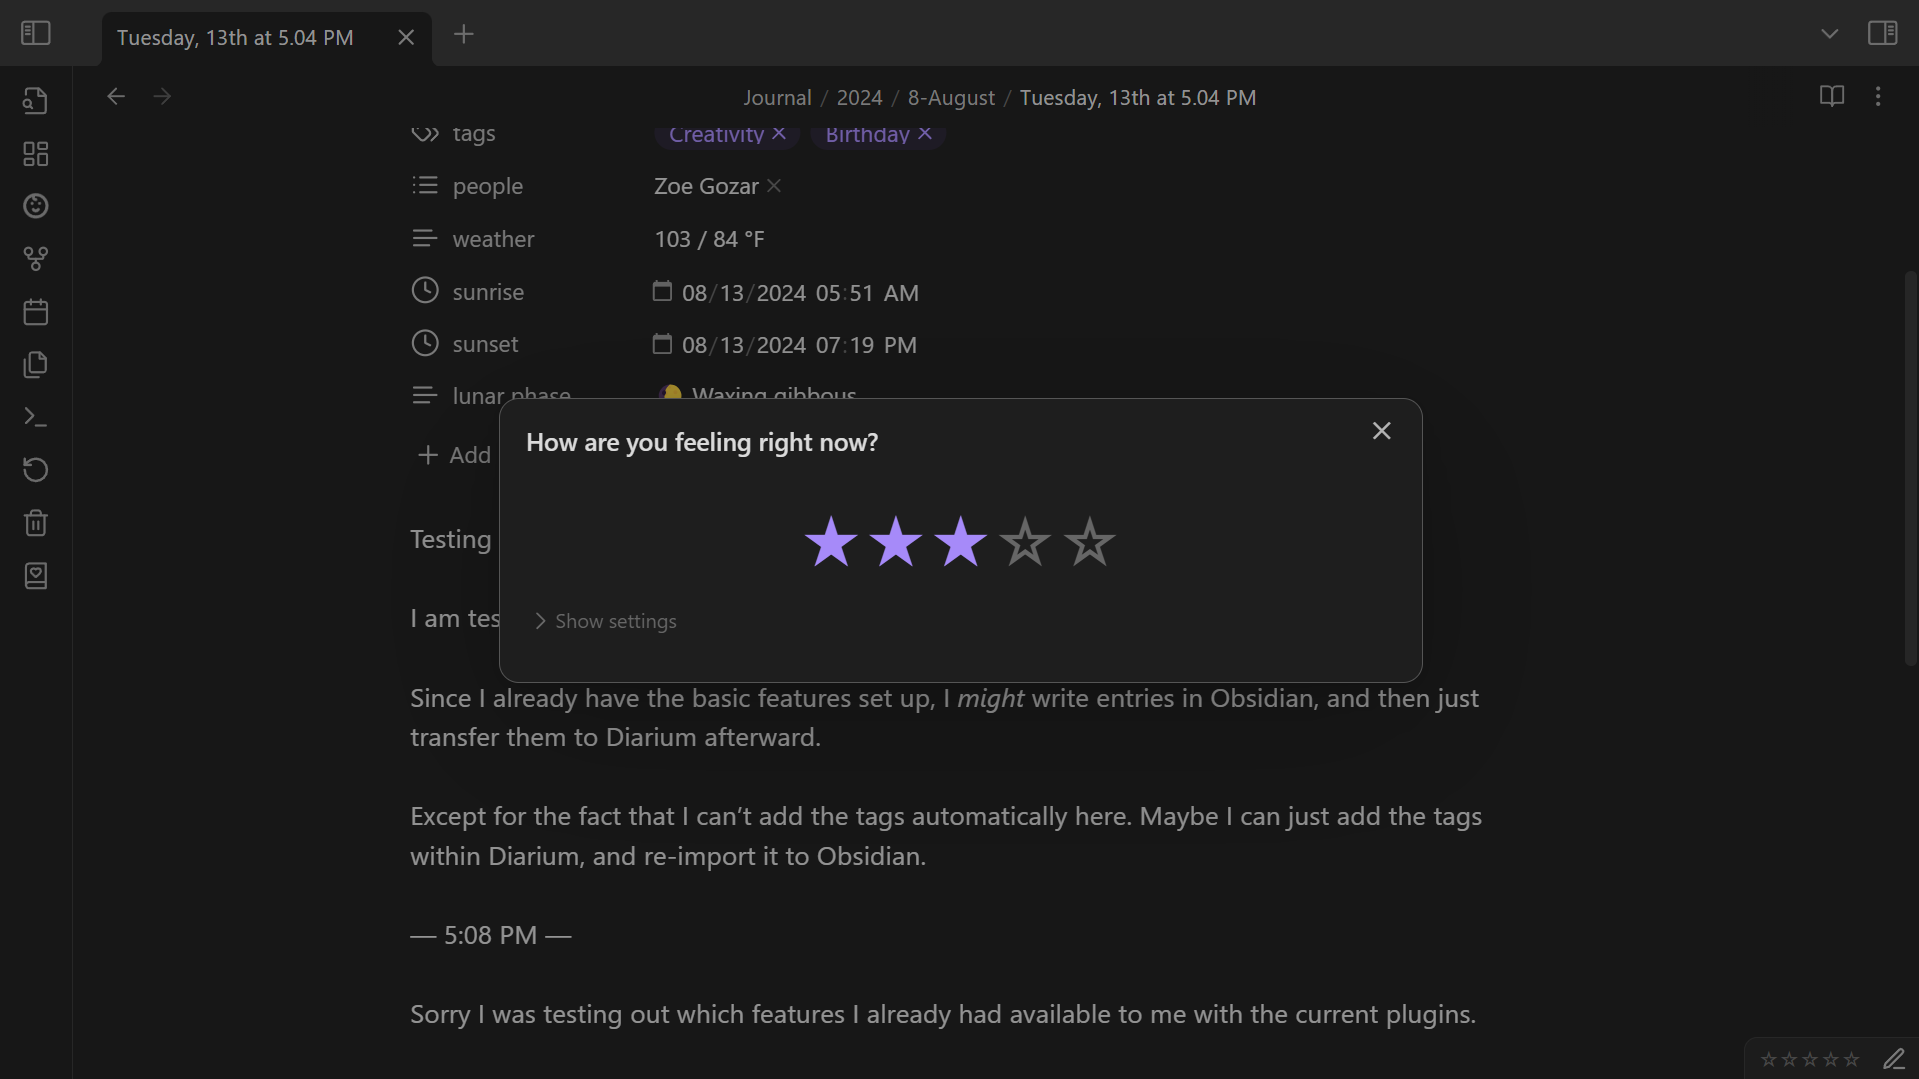 Tuesday, 13th at 5.04 PM
Journal / 2024 / 8-August / Tuesday, 13th at 5.04 PM
tags Creativity Birthday
people Zoe Gozar
weather 103 / 84 °F
sunrise 08/13/2024 05:51 AM
sunset 08/13/2024 07:19 PM
lunar phase Waxing gibbous
Add
How are you feeling right now?
Testing
I am tes
Show settings
Since I already have the basic features set up, I might write entries in Obsidian, and then just
transfer them to Diarium afterward.
Except for the fact that I can’t add the tags automatically here. Maybe I can just add the tags
within Diarium, and re-import it to Obsidian.
— 5:08 PM —
Sorry I was testing out which features I already had available to me with the current plugins.